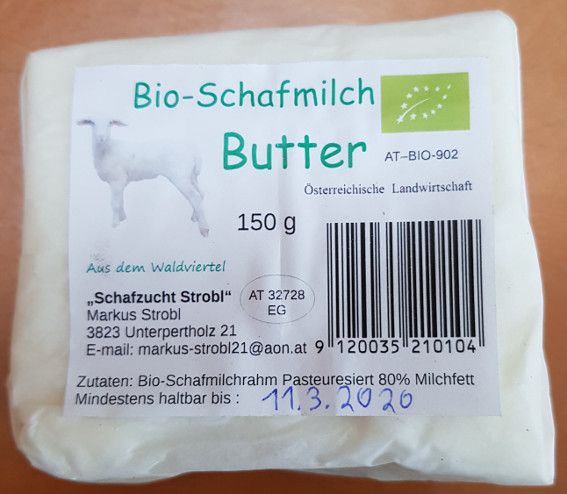 Bio-Schafmilch
Butter
AT–BIO-902
Österreichische Landwirtschaft
150 g
Aus dem Waldviertel
„Schafzucht Strobl“
Markus Strobl
3823 Unterpertholz 21
E-mail: markus-strobl21@aon.at
AT 32728
EG
9 120035 210104
Zutaten: Bio-Schafmilchrahm Pasteuresiert 80% Milchfett
Mindestens haltbar bis : 11.3.2020